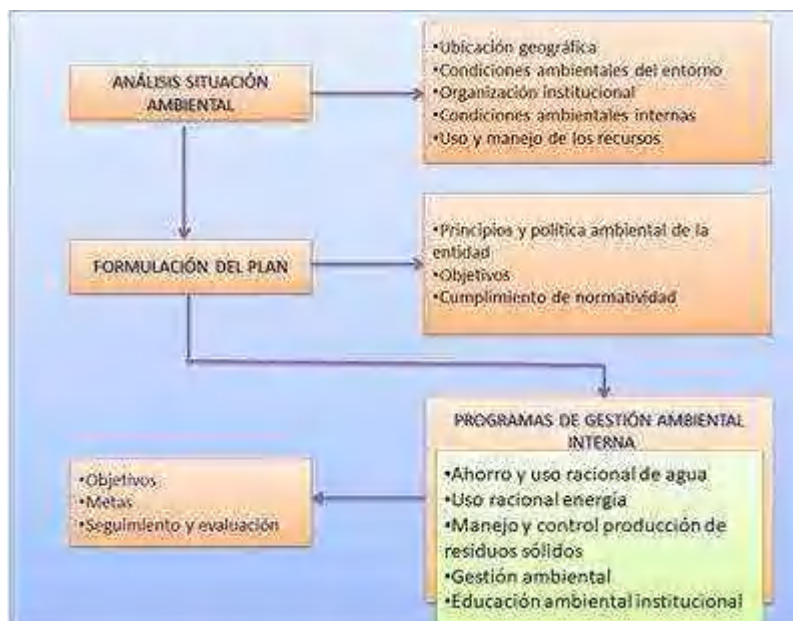 ANÁLISIS SITUACIÓN
AMBIENTAL
•Ubicación geográfica
•Condiciones ambientales del entorno
•Organización institucional
•Condiciones ambientales internas
•Uso y manejo de los recursos
FORMULACIÓN DEL PLAN
•Principios y política ambiental de la
entidad
•Objetivos
•Cumplimiento de normatividad
PROGRAMAS DE GESTIÓN AMBIENTAL
INTERNA
•Ahorro y uso racional de agua
•Uso racional energía
•Manejo y control producción de
residuos sólidos
•Gestión ambiental
•Educación ambiental institucional
•Objetivos
•Metas
•Seguimiento y evaluación